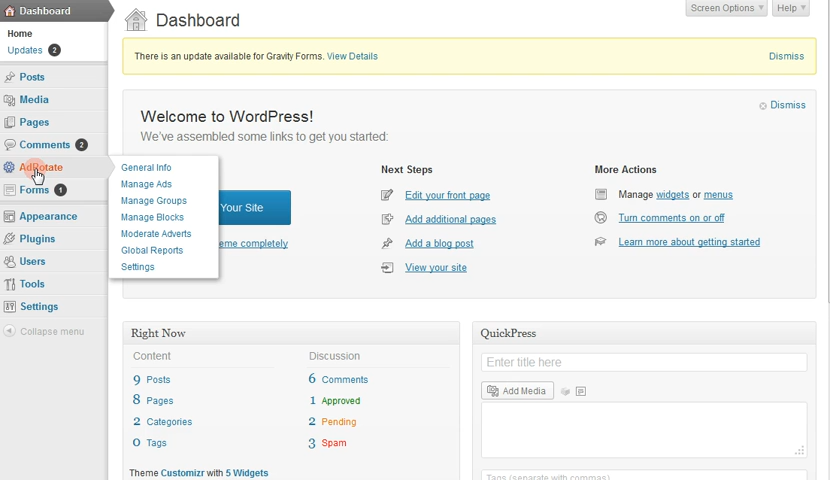 Dashboard
Home
Updates 2
Posts
Media
Pages
Comments 2
AdRotate
Forms 1
Appearance
Plugins
Users
Tools
Settings
Collapse menu
General Info
Manage Ads
Manage Groups
Manage Blocks
Moderate Adverts
Global Reports
Settings
Screen Options
Help
Dashboard
There is an update available for Gravity Forms. View Details
Dismiss
Dismiss
Welcome to WordPress!
We've assembled some links to get you started:
Your Site
eme completely
Next Steps
Edit your front page
Add additional pages
Add a blog post
View your site
More Actions
Manage widgets or menus
Turn comments on or off
Learn more about getting started
Right Now
Content
9 Posts
8 Pages
2 Categories
0 Tags
Discussion
6 Comments
1 Approved
2 Pending
3 Spam
Theme Customizr with 5 Widgets
QuickPress
Enter title here
Add Media
Tags (separate with commas)